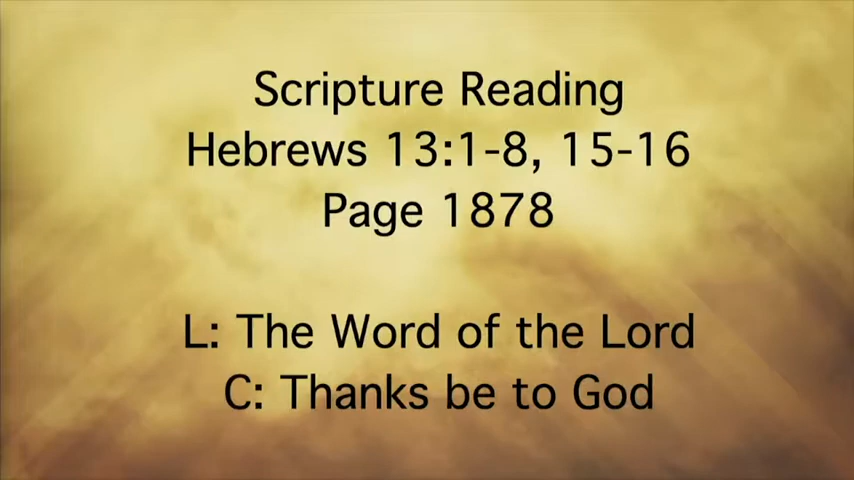 Scripture Reading
Hebrews 13:1-8, 15-16
Page 1878
L: The Word of the Lord
C: Thanks be to God